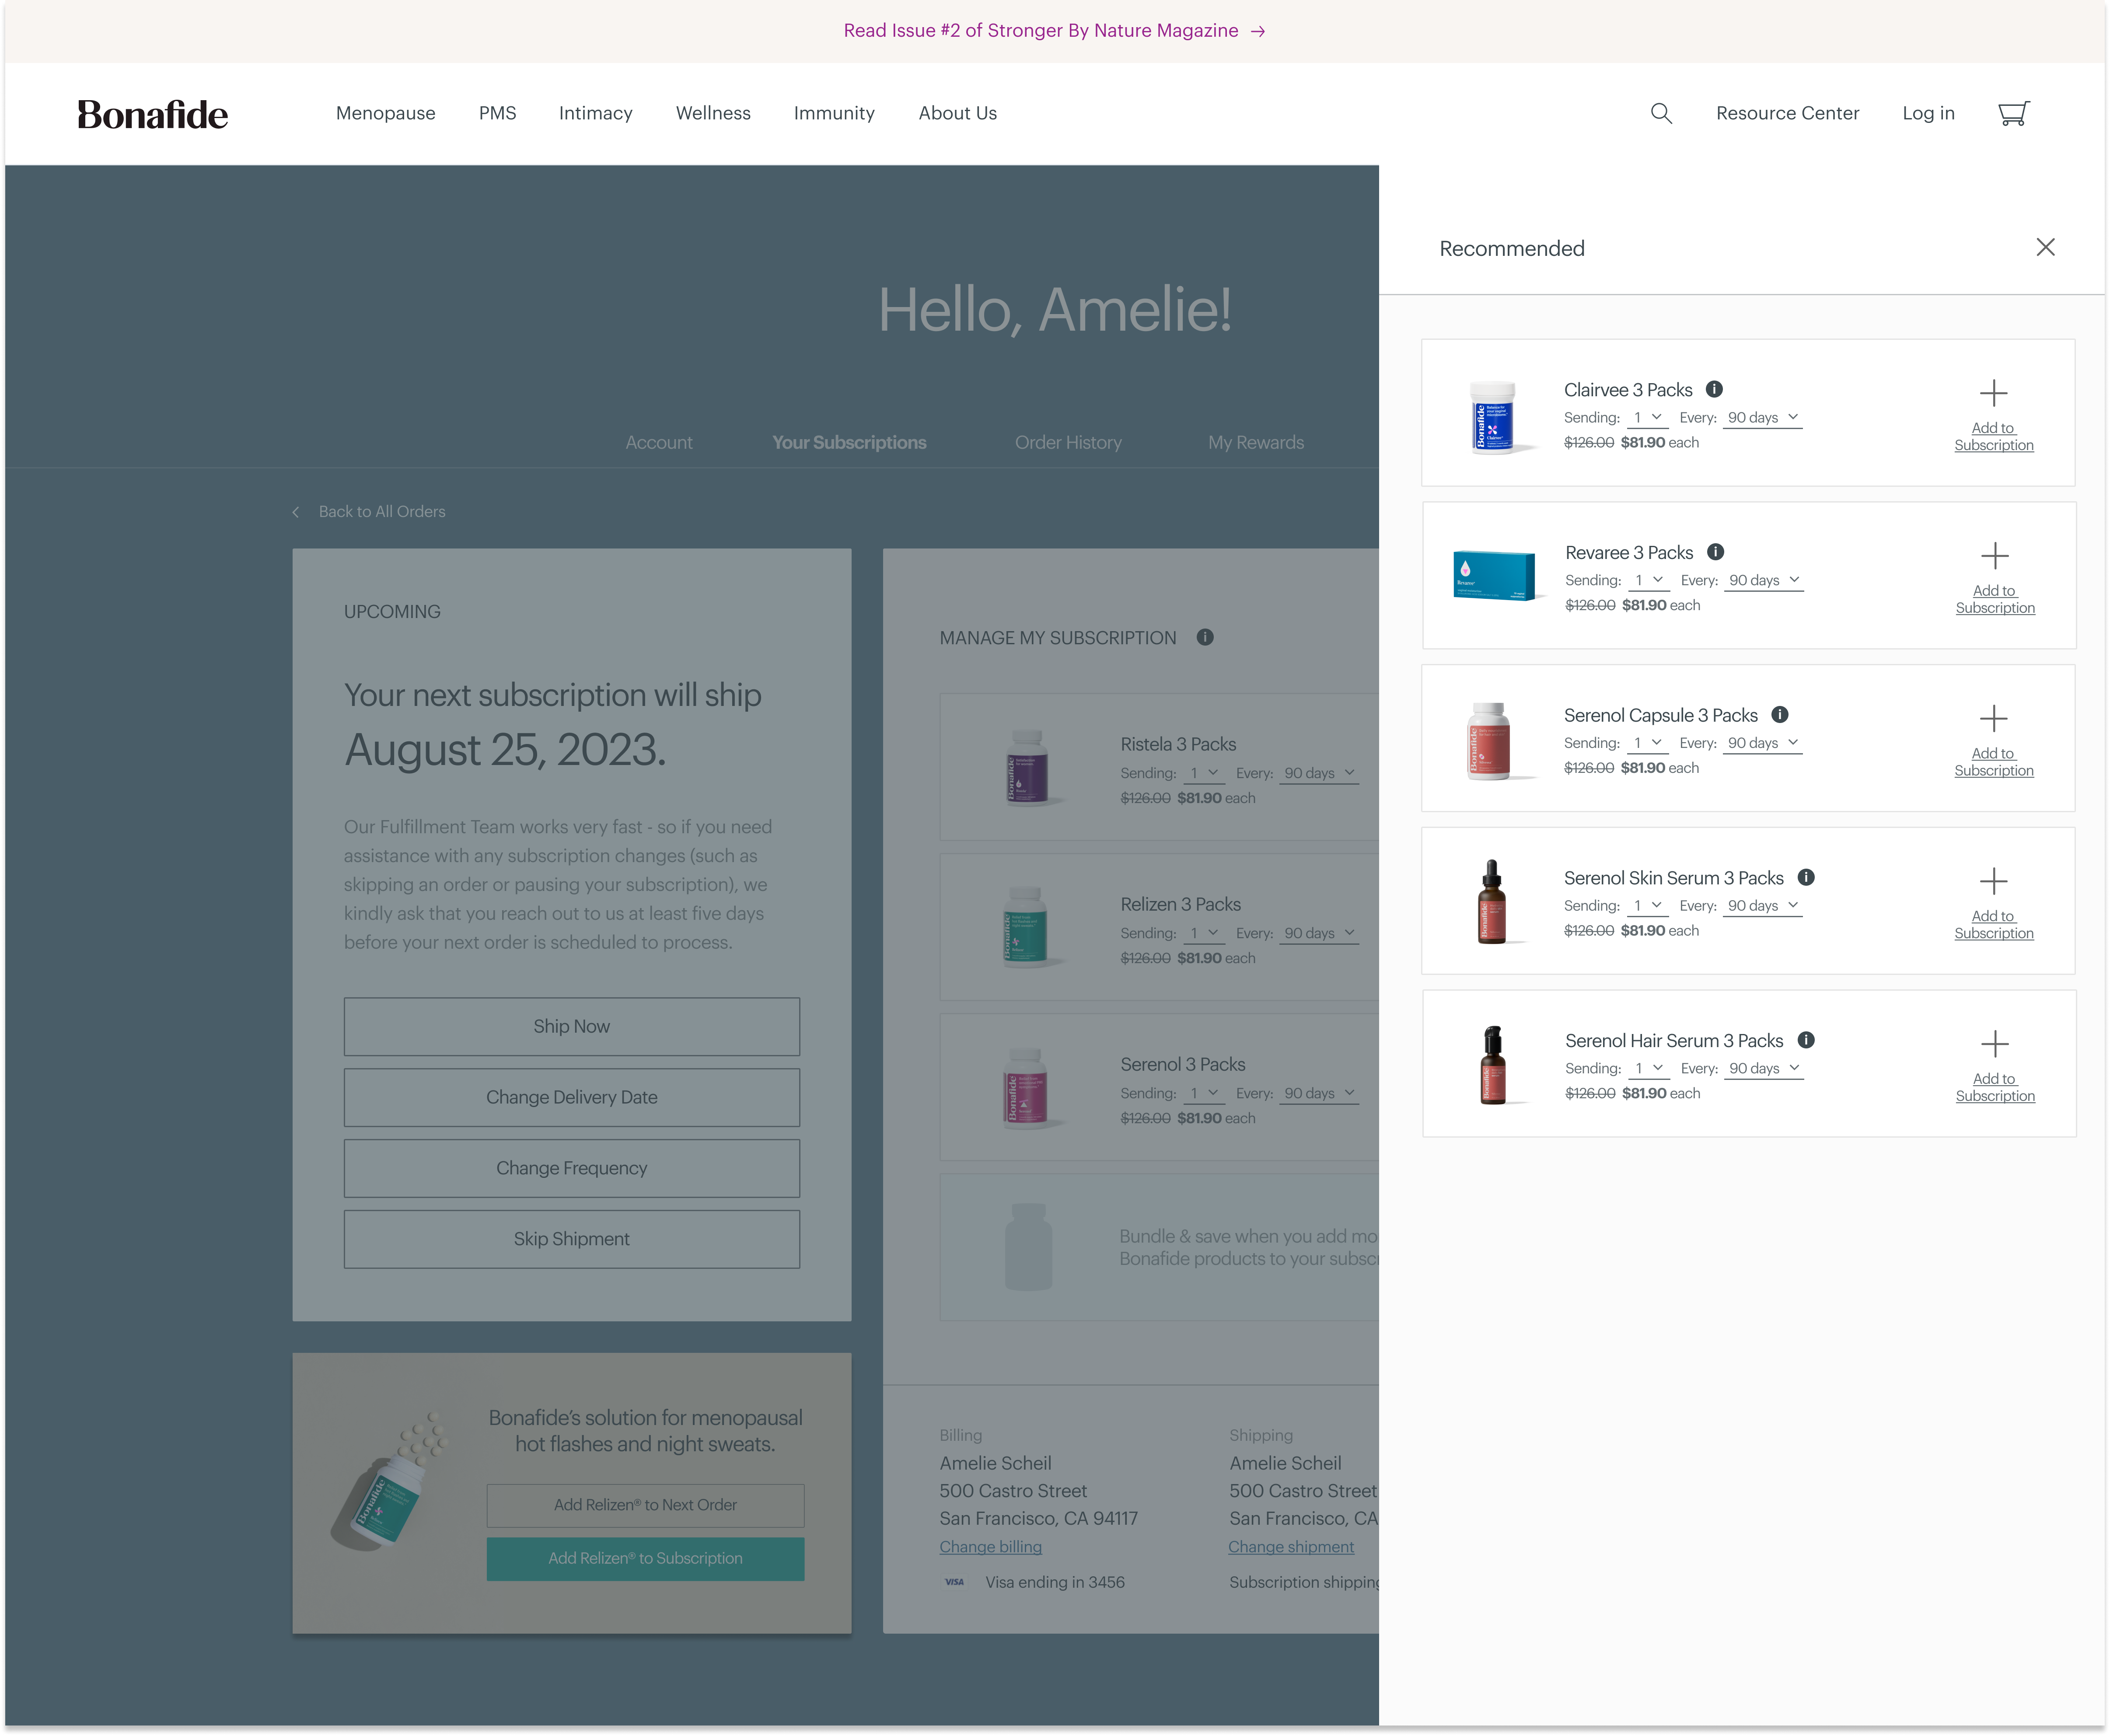 Read Issue #2 of Stronger By Nature Magazine →
Bonafide
Menopause PMS Intimacy Wellness Immunity About Us
Resource Center Log in
Hello, Amelie!
Account Your Subscriptions Order History My Rewards
Back to All Orders
UPCOMING
Your next subscription will ship
August 25, 2023.
Our Fulfillment Team works very fast - so if you need
assistance with any subscription changes (such as
skipping an order or pausing your subscription), we
kindly ask that you reach out to us at least five days
before your next order is scheduled to process.
Ship Now
Change Delivery Date
Change Frequency
Skip Shipment
Bonafide
Bonafide's solution for menopausal
hot flashes and night sweats.
Add Relizen® to Next Order
Add Relizen® to Subscription
MANAGE MY SUBSCRIPTION
Bonafide
Ristela 3 Packs
Sending: 1 Every: 90 days
$126.00 $81.90 each
Bonafide
Relizen 3 Packs
Sending: 1 Every: 90 days
$126.00 $81.90 each
Bonafide
Serenol 3 Packs
Sending: 1 Every: 90 days
$126.00 $81.90 each
Bundle & save when you add mo
Bonafide products to your subsc
Billing
Amelie Scheil
500 Castro Street
San Francisco, CA 94117
Change billing
VISA Visa ending in 3456
Shipping
Amelie Scheil
500 Castro Street
San Francisco, CA
Change shipment
Subscription shipping
Recommended
Bonafide
Clairvee
Clairvee 3 Packs
Sending: 1 Every: 90 days
$126.00 $81.90 each
Add to
Subscription
Revaree
Revaree 3 Packs
Sending: 1 Every: 90 days
$126.00 $81.90 each
Add to
Subscription
Bonafide
Serenol Capsule 3 Packs
Sending: 1 Every: 90 days
$126.00 $81.90 each
Add to
Subscription
Bonafide
Serenol Skin Serum 3 Packs
Sending: 1 Every: 90 days
$126.00 $81.90 each
Add to
Subscription
Bonafide
Serenol Hair Serum 3 Packs
Sending: 1 Every: 90 days
$126.00 $81.90 each
Add to
Subscription